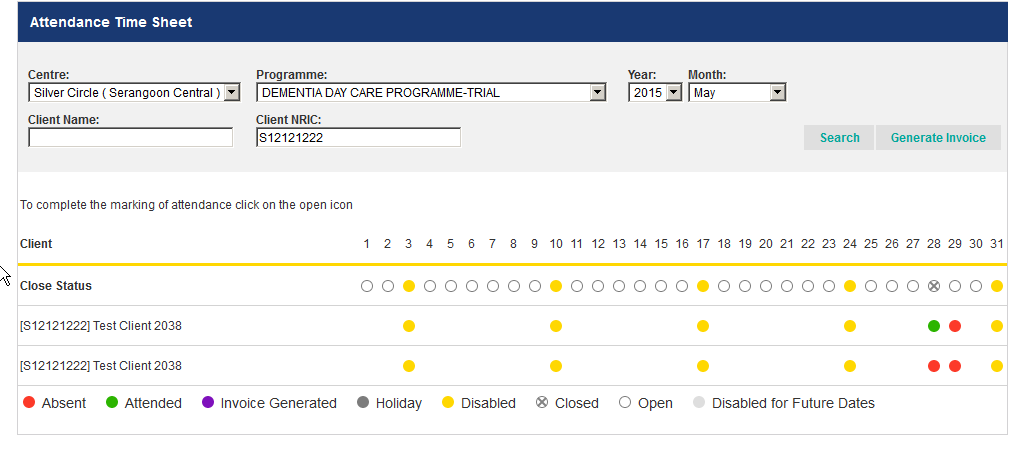 Attendance Time Sheet
Centre: Programme: Year: Month:
Silver Circle ( Serangoon Central ) DEMENTIA DAY CARE PROGRAMME-TRIAL 2015 May
Client Name: Client NRIC:
S12121222
Search Generate Invoice
To complete the marking of attendance click on the open icon
Client 1 2 3 4 5 6 7 8 9 10 11 12 13 14 15 16 17 18 19 20 21 22 23 24 25 26 27 28 29 30 31
Close Status
[S12121222] Test Client 2038
[S12121222] Test Client 2038
Absent Attended Invoice Generated Holiday Disabled Closed Open Disabled for Future Dates